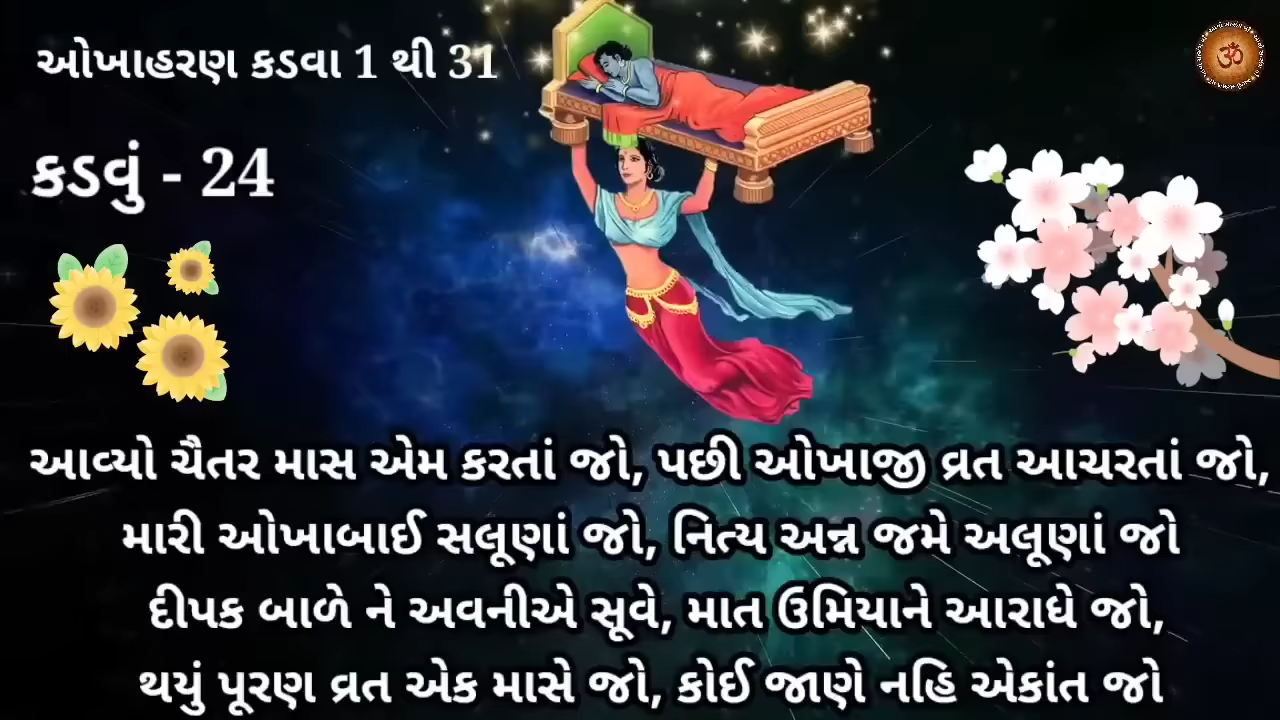 ઓખાહરણ કડવા 1 થી 31
કડવું - 24
આવ્યો ચૈતર માસ એમ કરતાં જો, પછી ઓખાજી વ્રત આચરતાં જો,
મારી ઓખાબાઈ સલૂણાં જો, નિત્ય અન્ન જમે અલૂણાં જો
દીપક બાળે ને અવનીએ સૂવે, માત ઉમિયાને આરાધે જો,
થયું પૂરણ વ્રત એક માસે જો, કોઈ જાણે નહિ એકાંત જો
ૐ